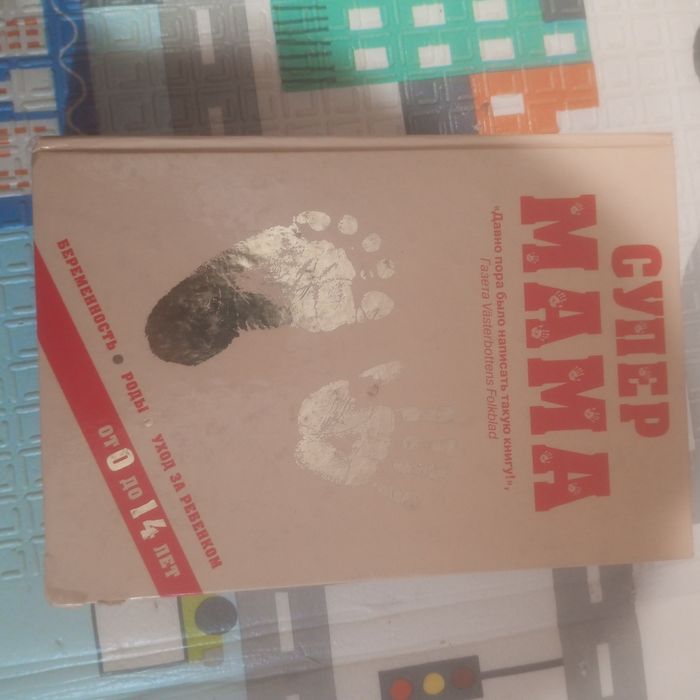 СУПЕР
МАМА
«Давно пора было написать такую книгу!»,
Газета Västerbottens Folkblad
БЕРЕМЕННОСТЬ • РОДЫ • УХОД ЗА РЕБЕНКОМ
ОТ 0 ДО 14 ЛЕТ